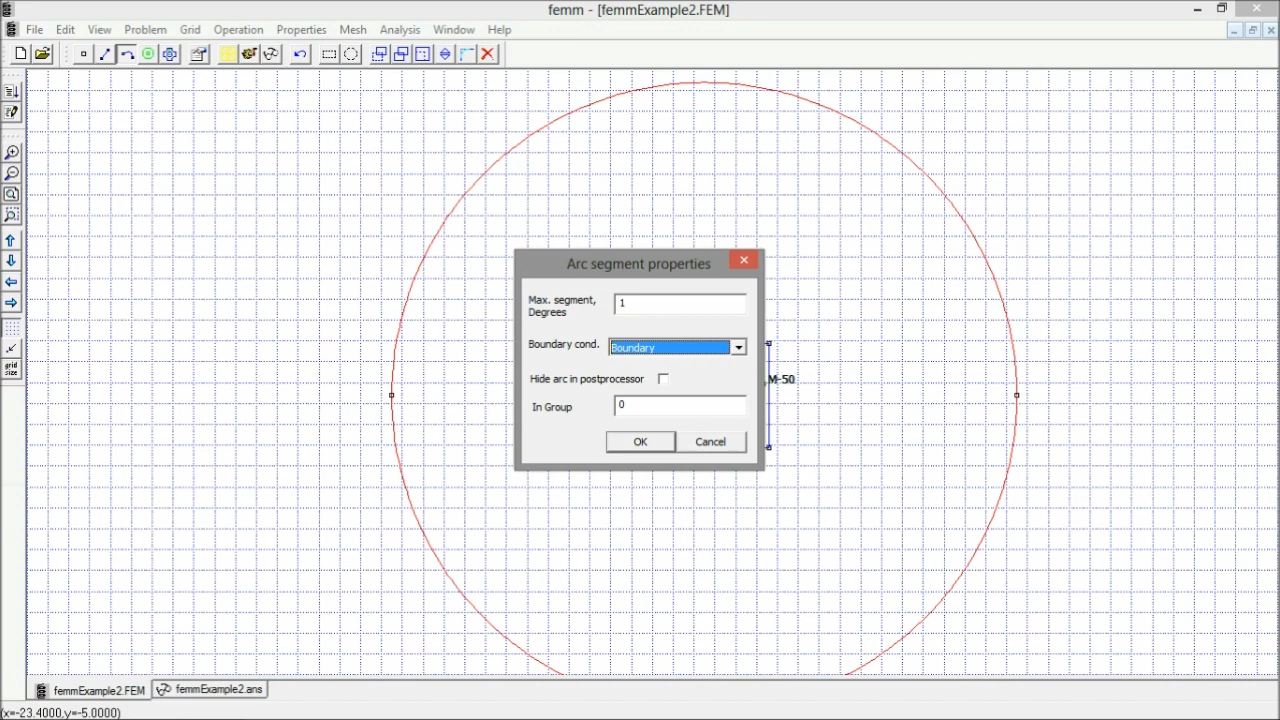 femm - [femmExample2.FEM]
File Edit View Problem Grid Operation Properties Mesh Analysis Window Help
grid
size
Arc segment properties
Max. segment,
Degrees
1
Boundary cond.
Boundary
Hide arc in postprocessor
In Group
0
OK Cancel
M-50
femmExample2.FEM femmExample2.ans
(x=-23.4000,y=-5.0000)